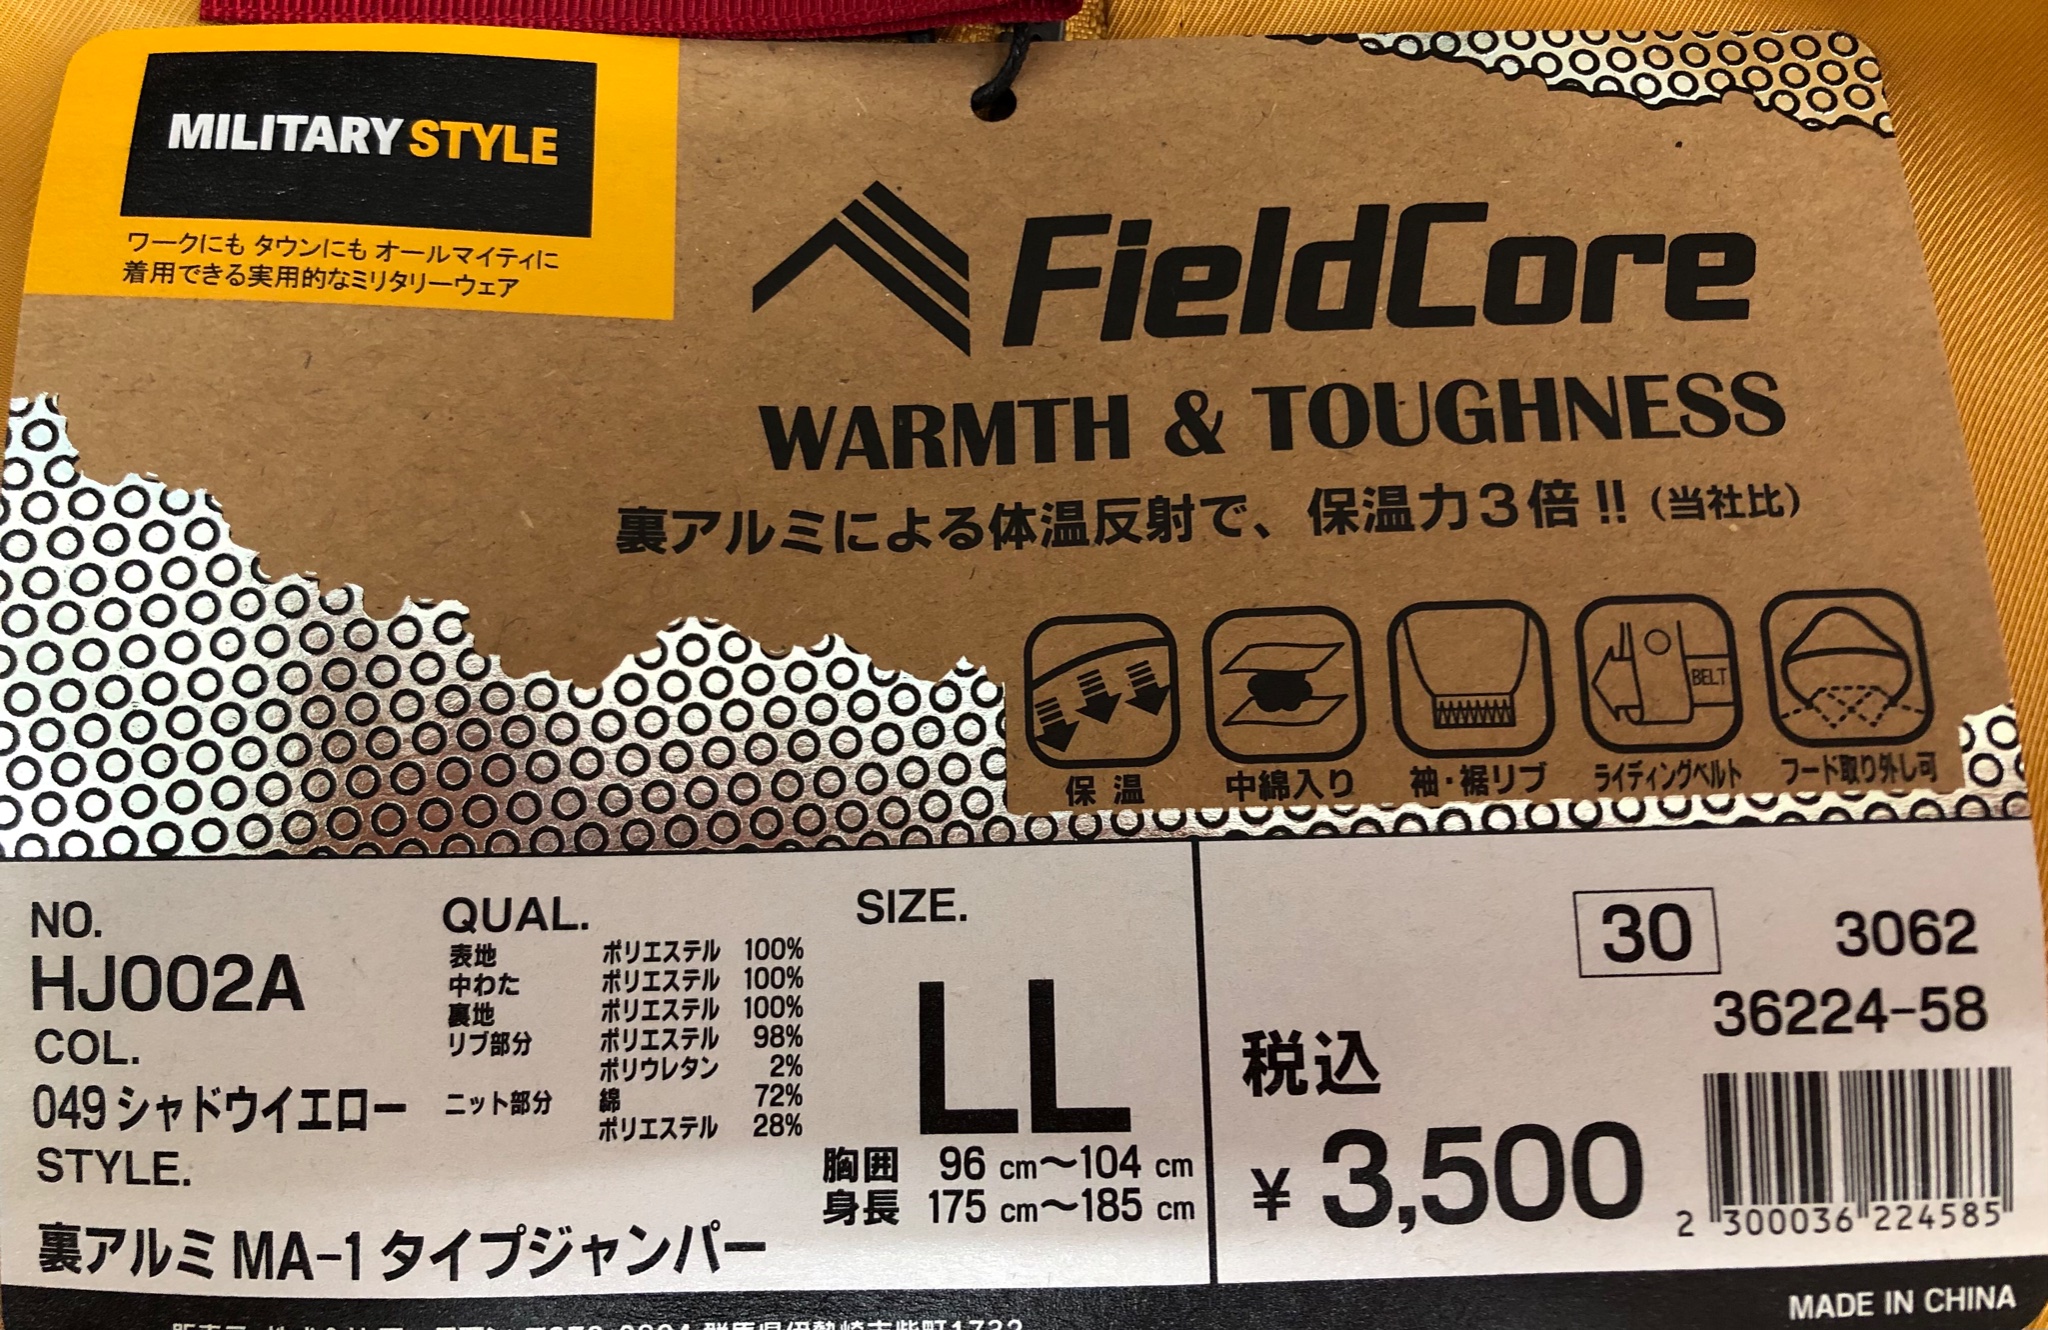 MILITARY STYLE
ワークにも タウンにも オールマイティに
着用できる実用的なミリタリーウェア
FieldCore
WARMTH & TOUGHNESS
裏アルミによる体温反射で、保温力3倍!!(当社比)
BELT
保温 中綿入り 袖・裾リブ ライディングベルト フード取り外し可
NO.
HJ002A
COL.
049 シャドウイエロー
STYLE.
裏アルミ MA-1 タイプジャンパー
QUAL.
表地 ポリエステル 100%
中わた ポリエステル 100%
裏地 ポリエステル 100%
リブ部分 ポリエステル 98%
ポリウレタン 2%
ニット部分 綿 72%
ポリエステル 28%
SIZE.
LL
胸囲 96 cm~104 cm
身長 175 cm~185 cm
30 3062
36224-58
税込
¥3,500
2 300036 224585
MADE IN CHINA